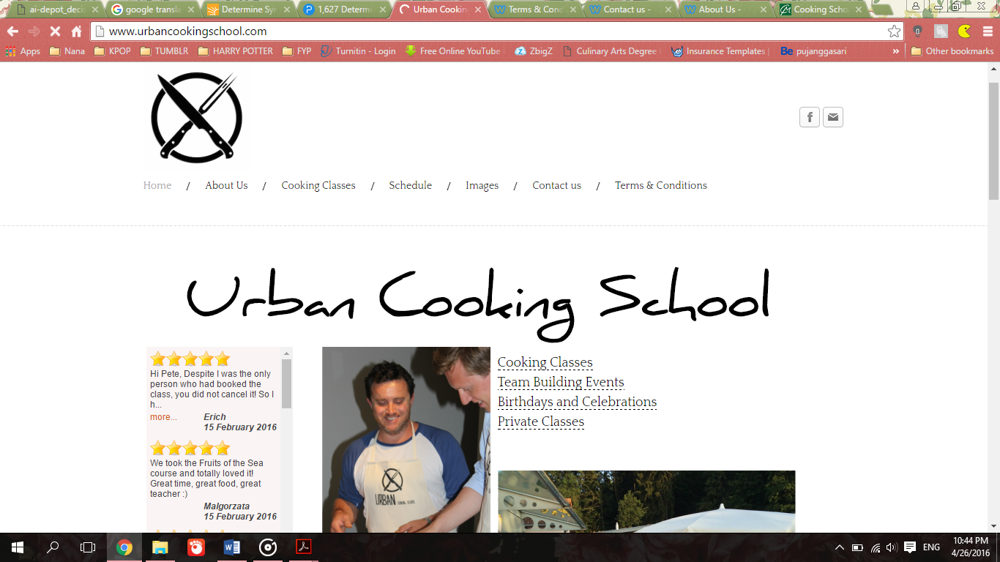 ai-depot_deci
google transla
Determine Syn
1,627 Determi
Urban Cookin
Terms & Cond
Contact us -
About Us -
Cooking Scho
www.urbancookingschool.com
Apps
Nana
KPOP
TUMBLR
HARRY POTTER
FYP
Turnitin - Login
Free Online YouTube
ZbigZ
Culinary Arts Degree
Insurance Templates |
Be pujanggasari
»
Other bookmarks
Home / About Us / Cooking Classes / Schedule / Images / Contact us / Terms & Conditions
Urban Cooking School
Hi Pete, Despite I was the only
person who had booked the
class, you did not cancel it! So I
h...
more... Erich
15 February 2016
We took the Fruits of the Sea
course and totally loved it!
Great time, great food, great
teacher :)
Malgorzata
15 February 2016
URBAN COOKING SCHOOL
Cooking Classes
Team Building Events
Birthdays and Celebrations
Private Classes
ENG
10:44 PM
4/26/2016